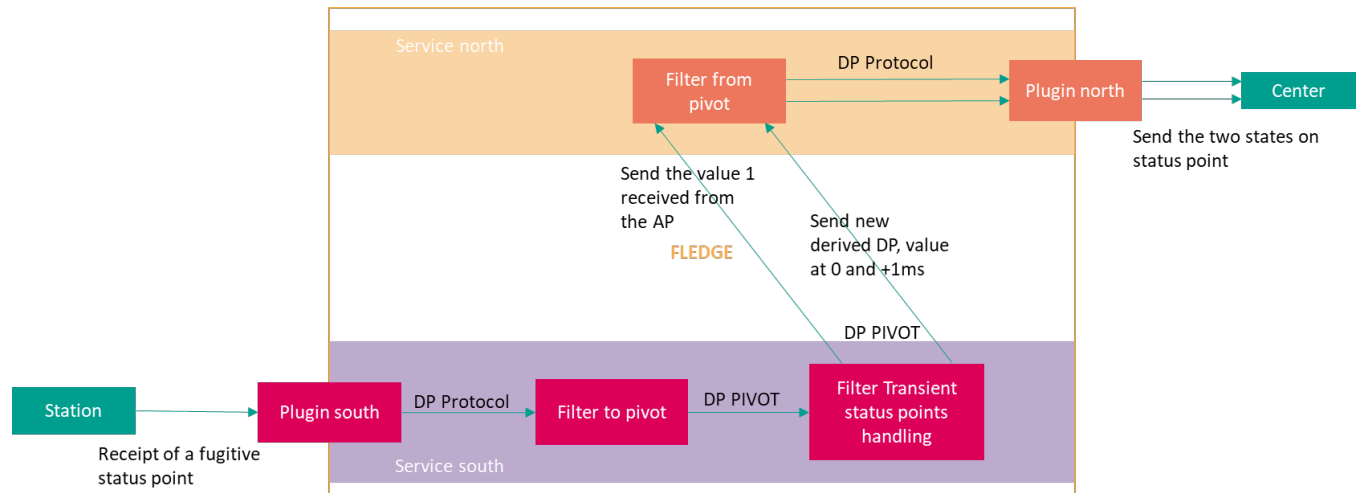 Service north
DP Protocol
Filter from
pivot
Plugin north
Center
Send the two states on
status point
Send the value 1
received from
the AP
Send new
derived DP, value
at 0 and +1ms
FLEDGE
DP PIVOT
Station
Plugin south
DP Protocol
Filter to pivot
DP PIVOT
Filter Transient
status points
handling
Receipt of a fugitive
status point
Service south